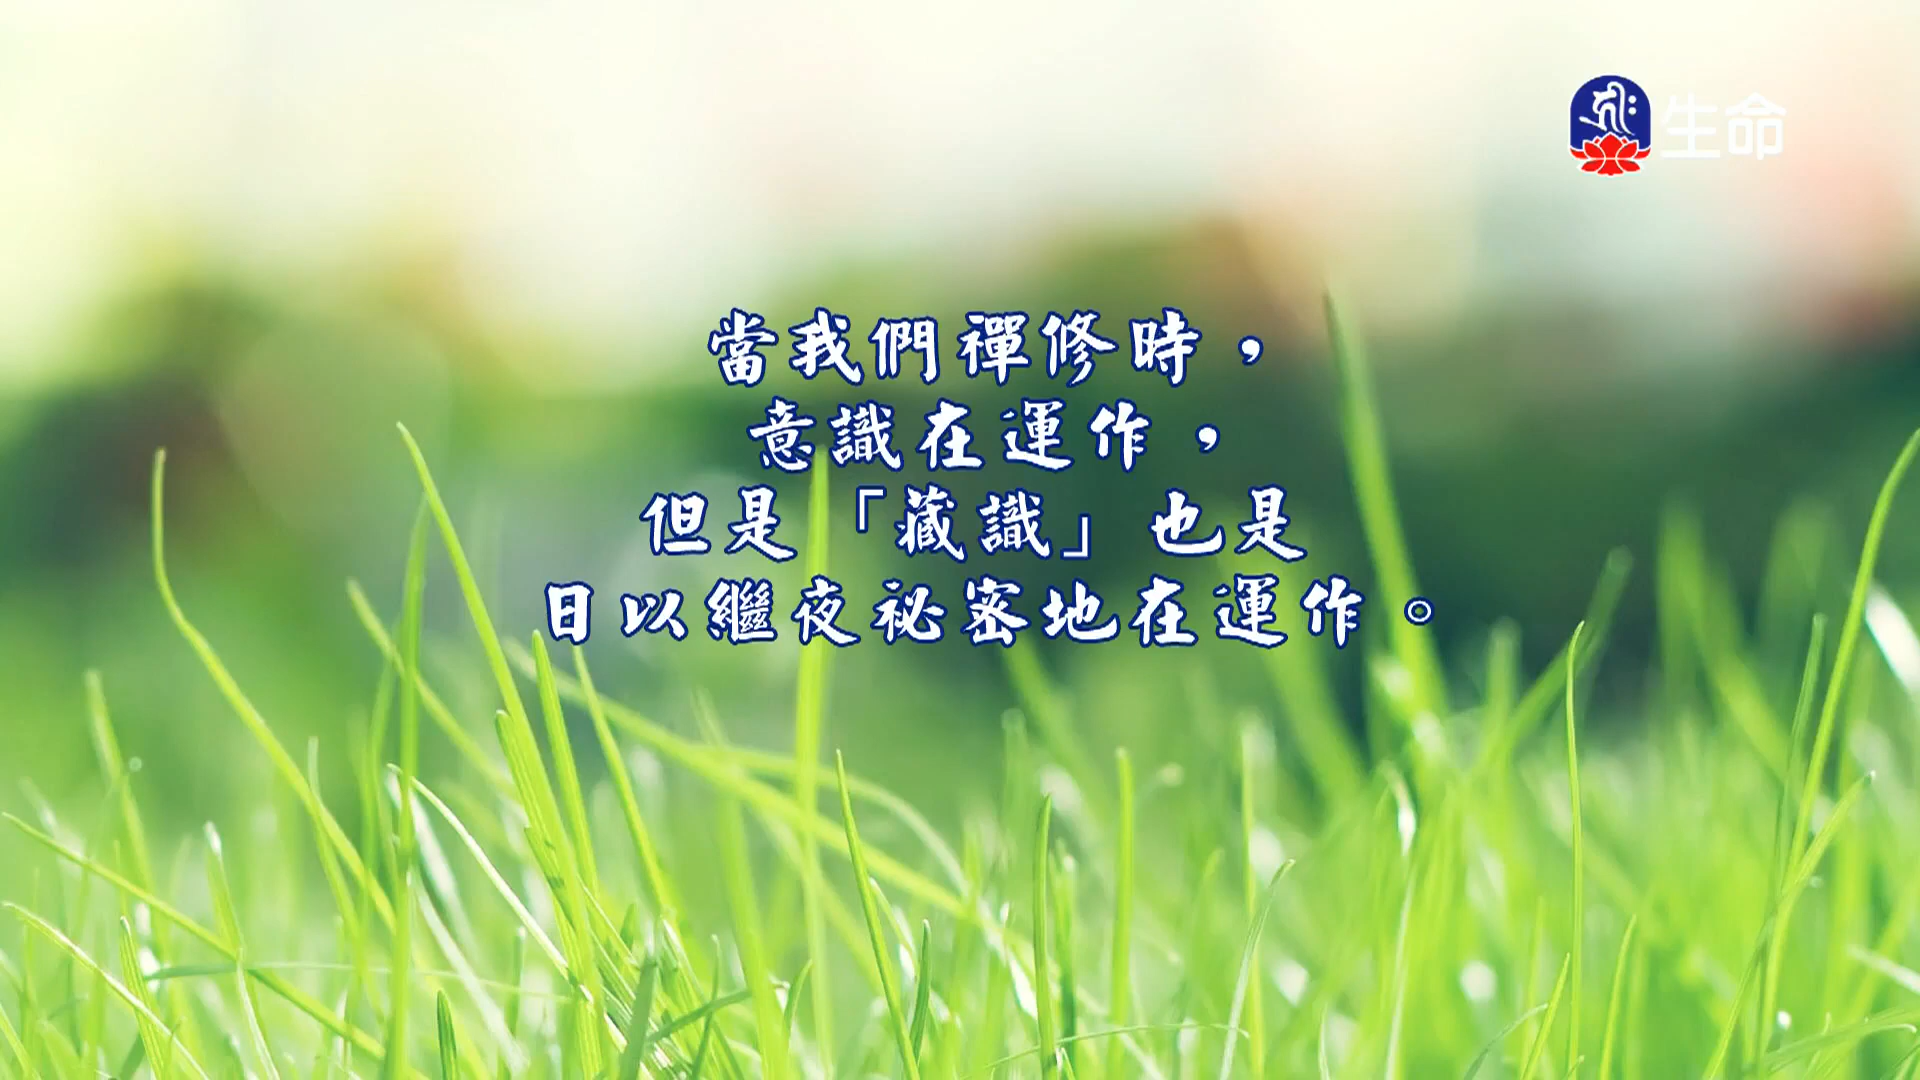 生命
當我們禪修時，
意識在運作，
但是「藏識」也是
日以繼夜祕密地在運作。